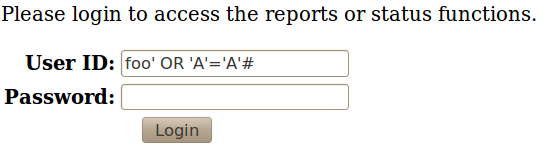 Please login to access the reports or status functions.
User ID: foo' OR 'A'='A'#
Password:
Login